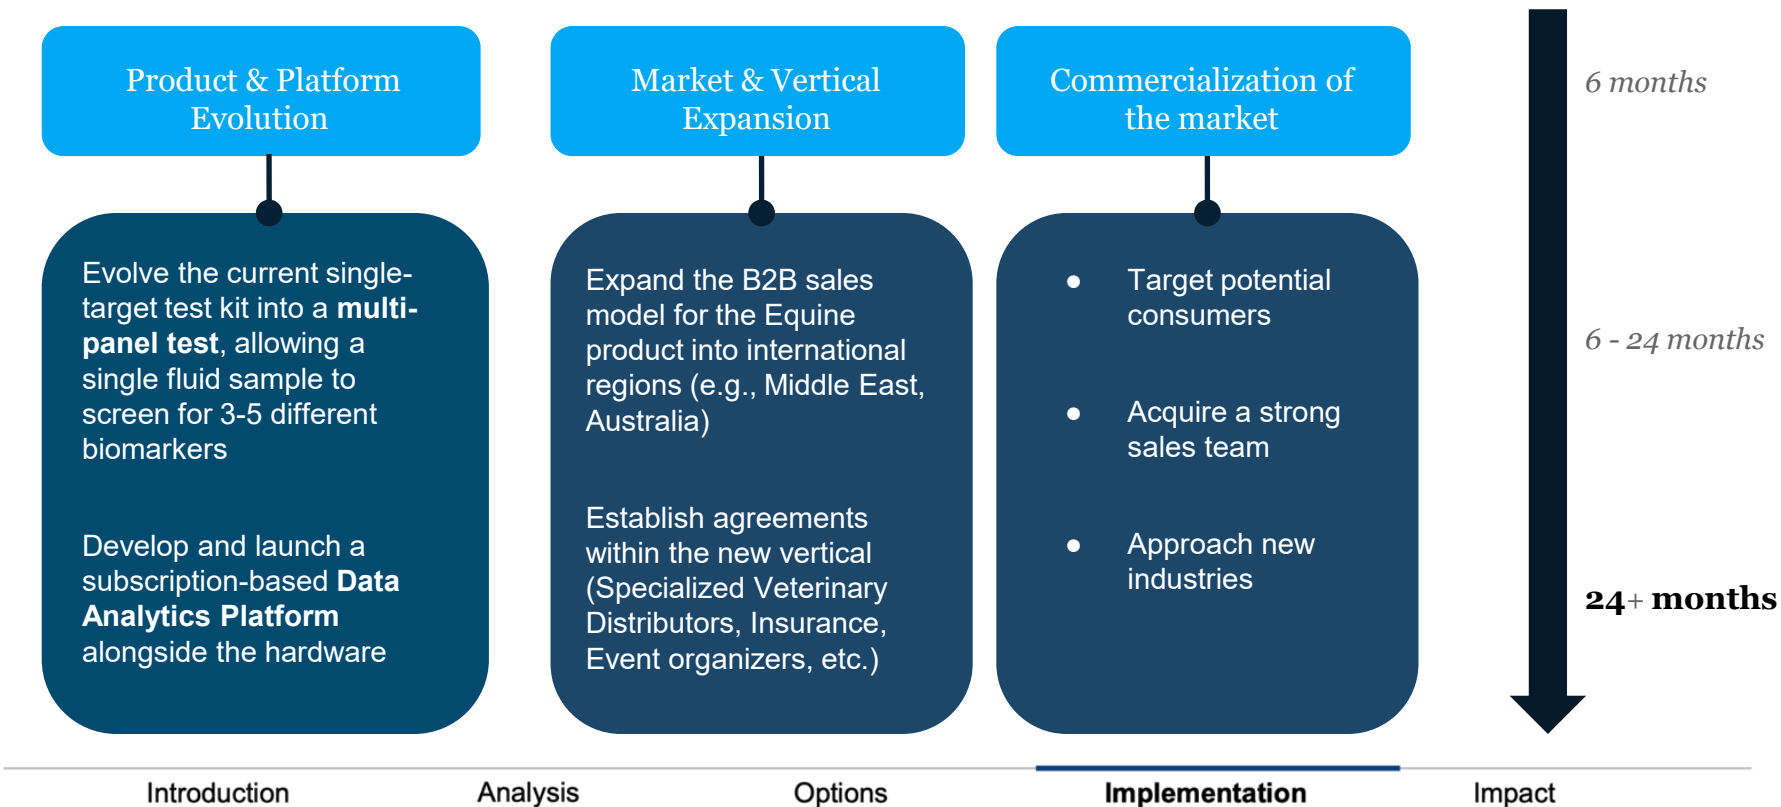 Product & Platform
Evolution
Evolve the current single-
target test kit into a multi-
panel test, allowing a
single fluid sample to
screen for 3-5 different
biomarkers
Develop and launch a
subscription-based Data
Analytics Platform
alongside the hardware
Market & Vertical
Expansion
Expand the B2B sales
model for the Equine
product into international
regions (e.g., Middle East,
Australia)
Establish agreements
within the new vertical
(Specialized Veterinary
Distributors, Insurance,
Event organizers, etc.)
Commercialization of
the market
● Target potential
consumers
● Acquire a strong
sales team
● Approach new
industries
6 months
6 - 24 months
24+ months
Introduction
Analysis
Options
Implementation
Impact